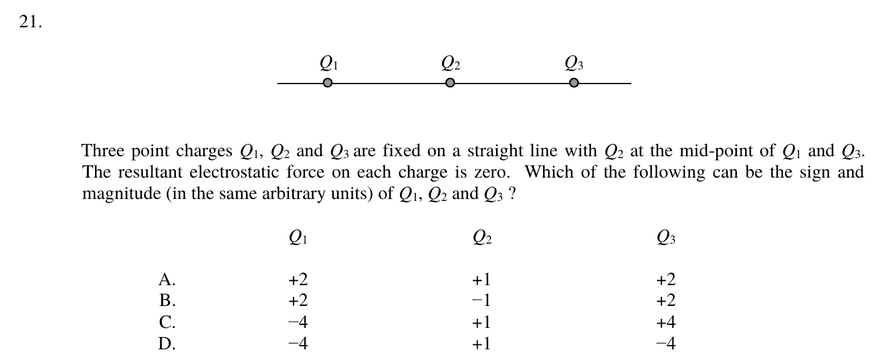 21.
Q₁ Q₂ Q₃
Three point charges Q₁, Q₂ and Q₃ are fixed on a straight line with Q₂ at the mid-point of Q₁ and Q₃.
The resultant electrostatic force on each charge is zero. Which of the following can be the sign and
magnitude (in the same arbitrary units) of Q₁, Q₂ and Q₃ ?
Q₁ Q₂ Q₃
A. +2 +1 +2
B. +2 −1 +2
C. −4 +1 +4
D. −4 +1 −4